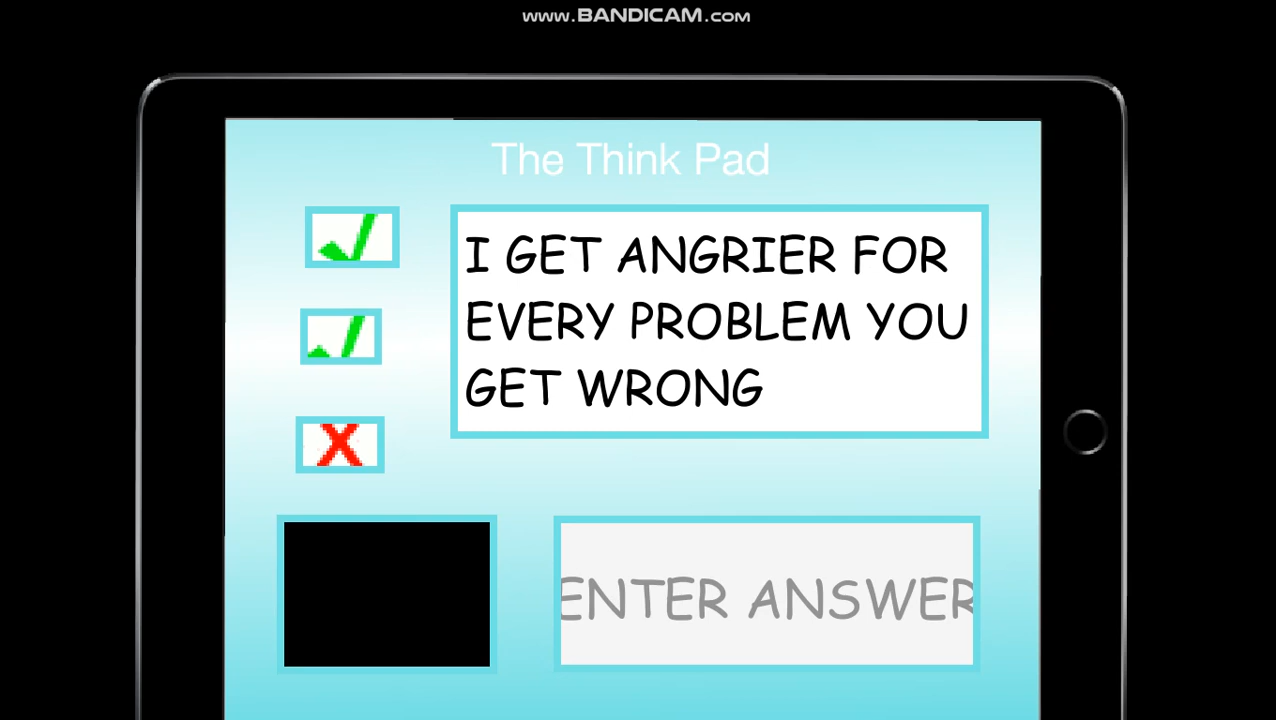 www.BANDICAM.com
The Think Pad
I GET ANGRIER FOR
EVERY PROBLEM YOU
GET WRONG
X
ENTER ANSWER